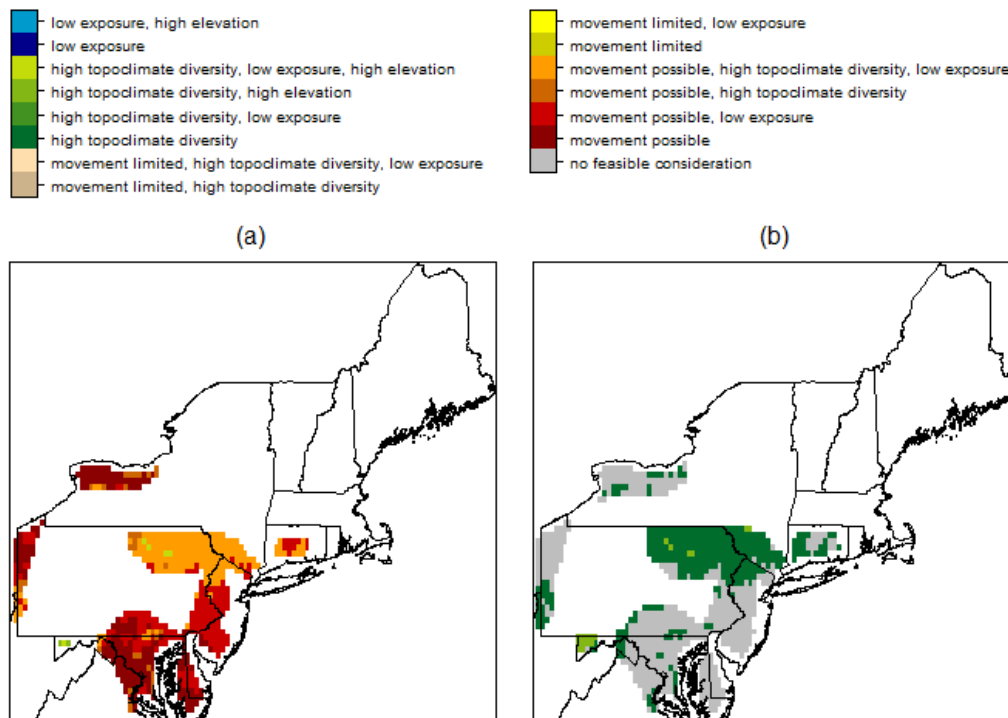 low exposure, high elevation
low exposure
high topoclimate diversity, low exposure, high elevation
high topoclimate diversity, high elevation
high topoclimate diversity, low exposure
high topoclimate diversity
movement limited, high topoclimate diversity, low exposure
movement limited, high topoclimate diversity
movement limited, low exposure
movement limited
movement possible, high topoclimate diversity, low exposure
movement possible, high topoclimate diversity
movement possible, low exposure
movement possible
no feasible consideration
(a)
(b)